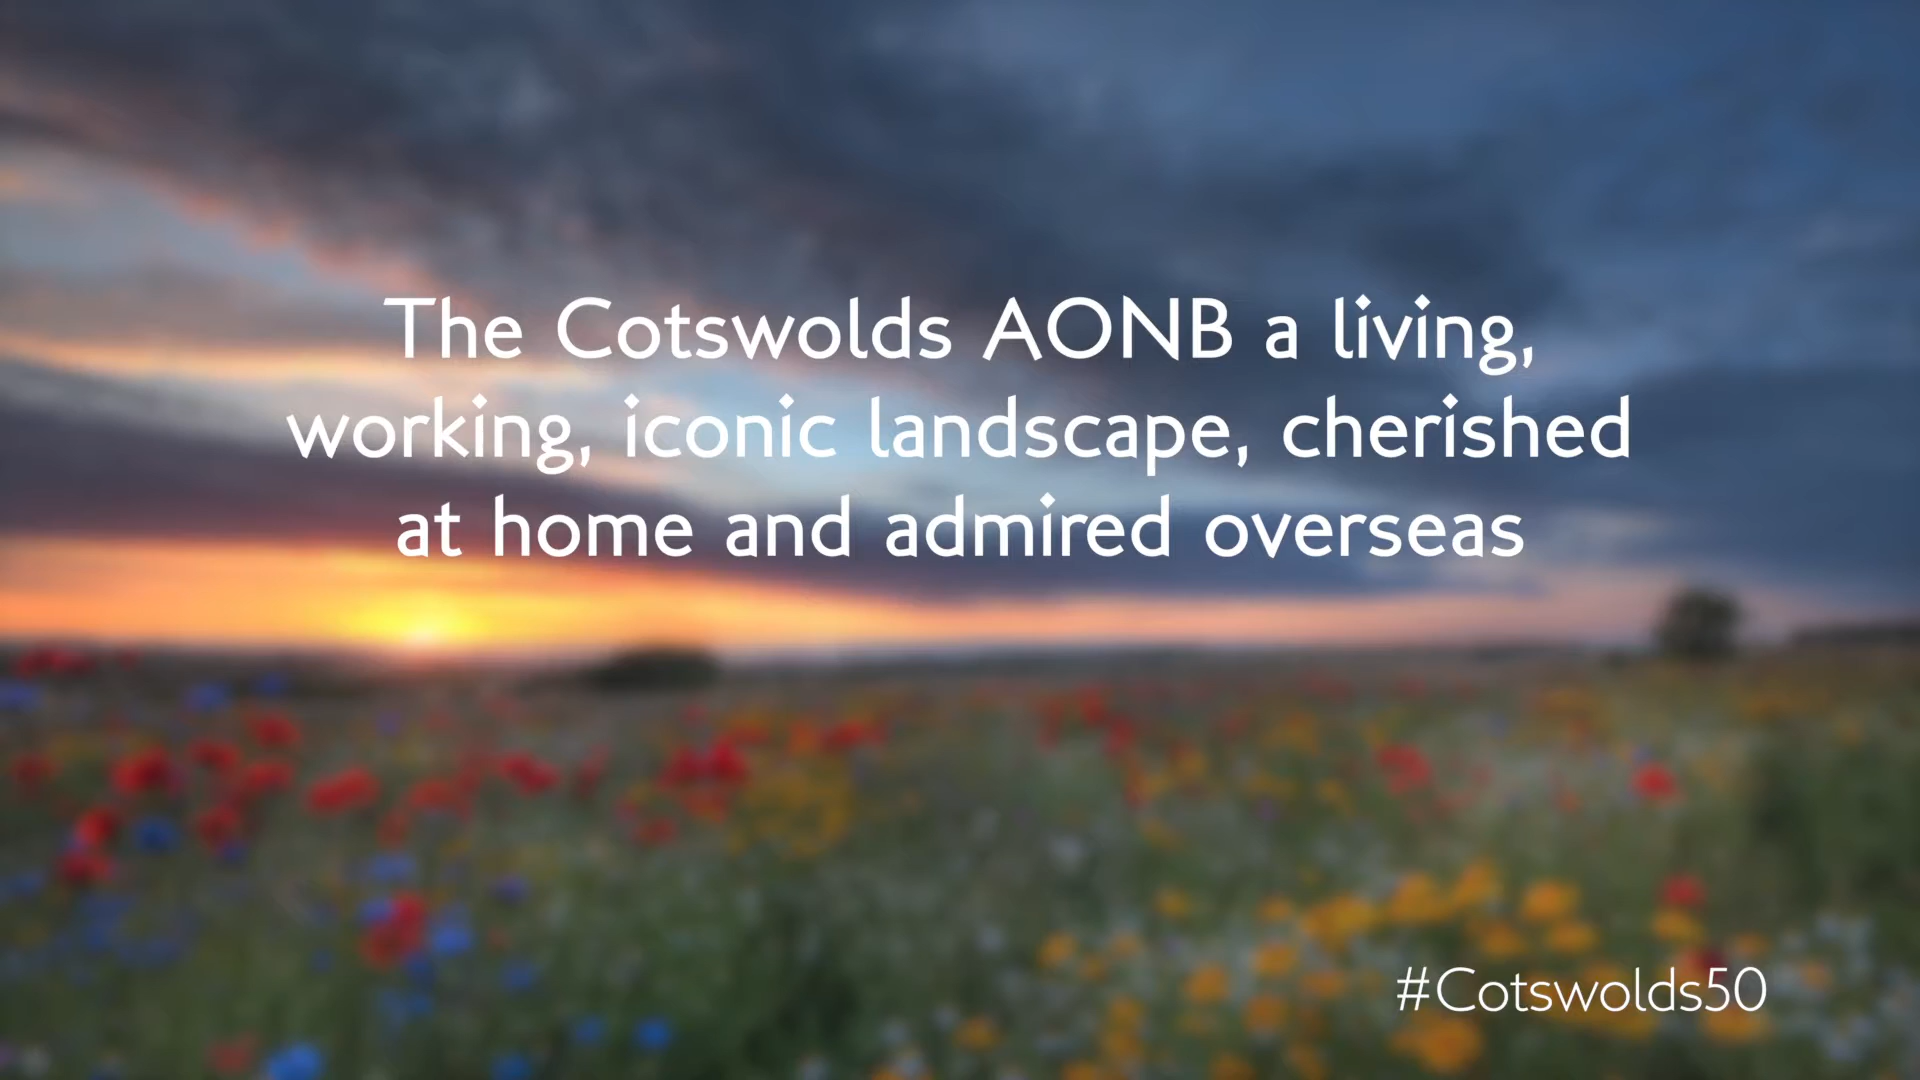 The Cotswolds AONB a living,
working, iconic landscape, cherished
at home and admired overseas
#Cotswolds50